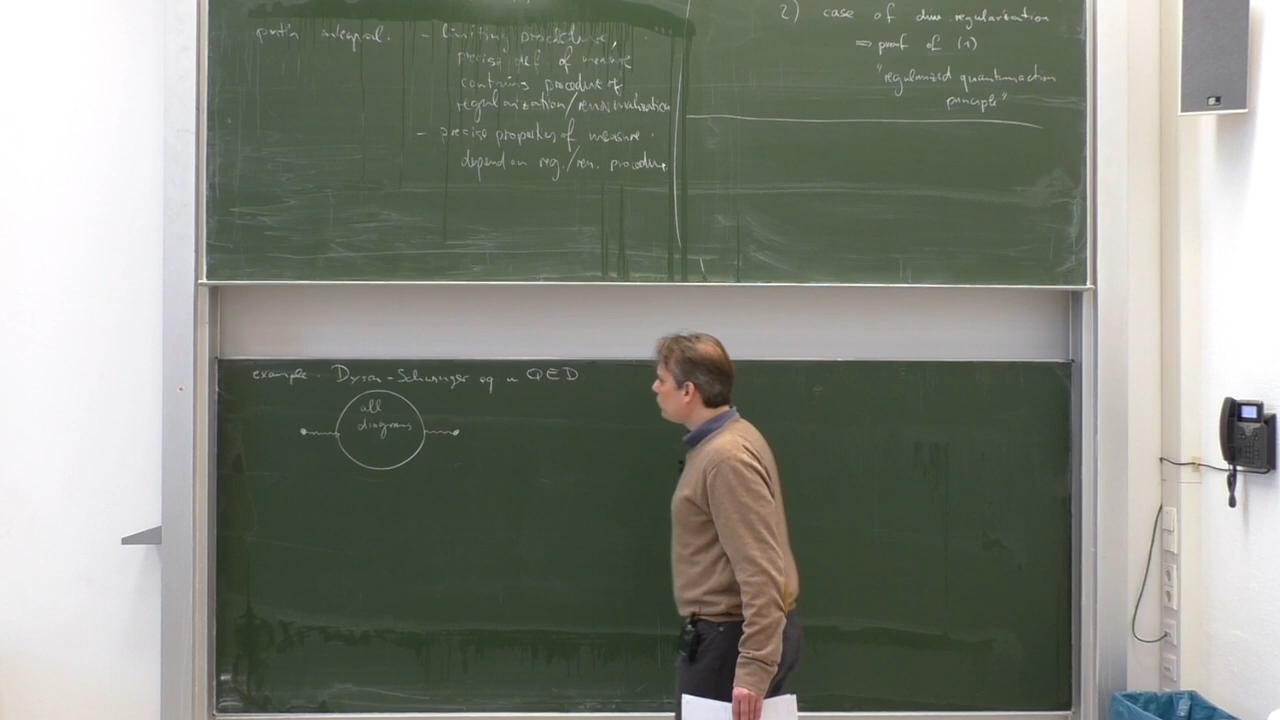 path integral. - limiting procedure,
precise def. of measure
contains procedure of
regularization/renormalization
- precise properties of measure
depend on reg./ren. procedure
2) case of dim. regularization
⇒ proof of (1)
"regularized quantum action
principle"
example: Dyson-Schwinger eq in QED
all
diagrams